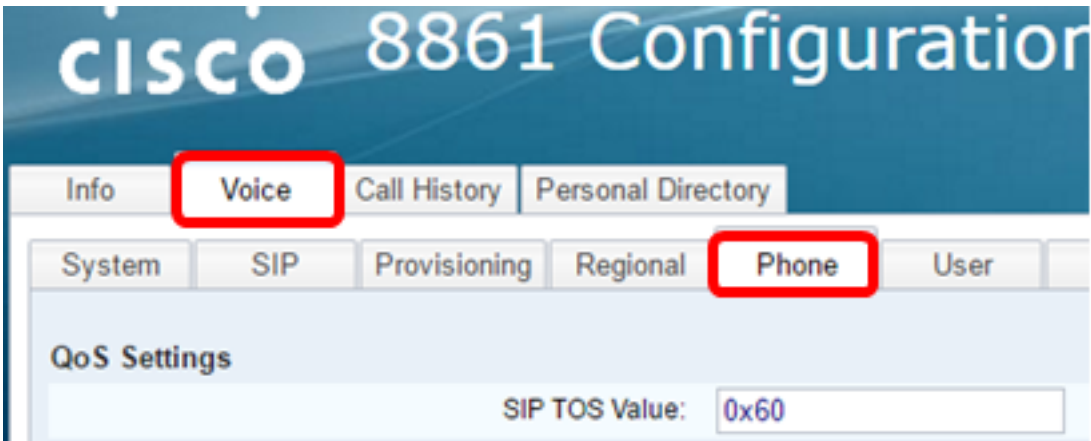 CISCO 8861 Configuration
Info Voice Call History Personal Directory
System SIP Provisioning Regional Phone User
QoS Settings
SIP TOS Value: 0x60